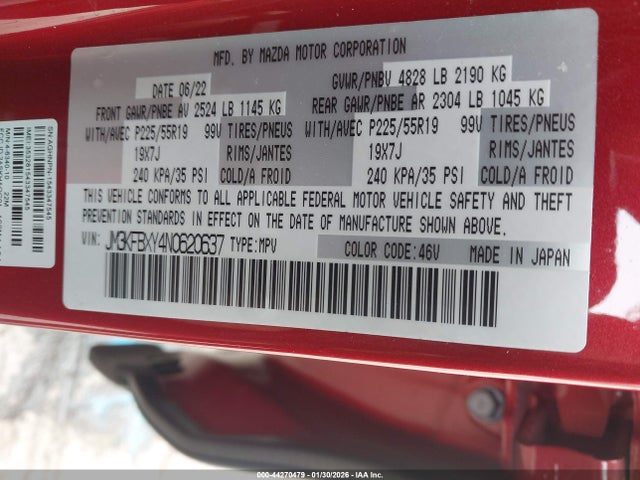 MFD. BY MAZDA MOTOR CORPORATION
DATE 06/22
GVWR/PNBV 4828 LB 2190 KG
FRONT GAWR/PNBE AV 2524 LB 1145 KG
REAR GAWR/PNBE AR 2304 LB 1045 KG
WITH/AVEC P225/55R19 99V TIRES/PNEUS
WITH/AVEC P225/55R19 99V TIRES/PNEUS
19X7J RIMS/JANTES
19X7J RIMS/JANTES
240 KPA/35 PSI COLD/A FROID
240 KPA/35 PSI COLD/A FROID
THIS VEHICLE CONFORMS TO ALL APPLICABLE FEDERAL MOTOR VEHICLE SAFETY AND THEFT
PREVENTION STANDARDS IN EFFECT ON THE DATE OF MANUFACTURE SHOWN ABOVE.
VIN: JM3KFBXY4N0620637 TYPE:MPV
COLOR CODE:46V MADE IN JAPAN
000-44270479 - 01/30/2026 - IAA Inc.